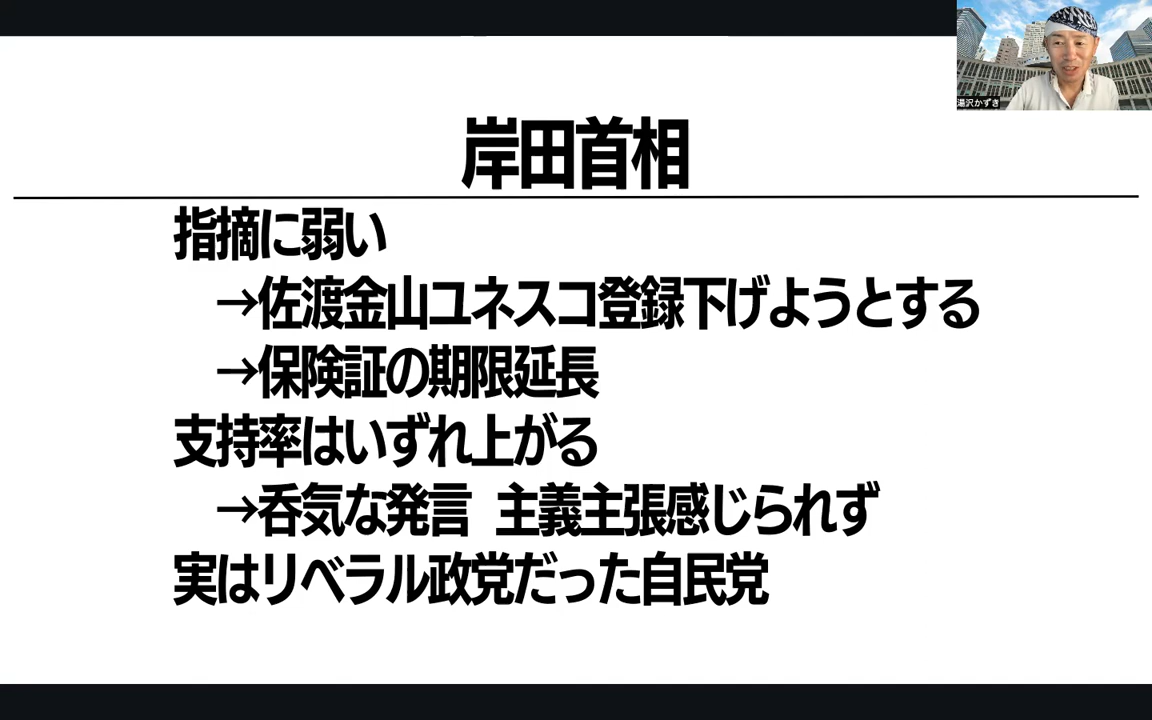 湯沢かずき
岸田首相
指摘に弱い
→佐渡金山ユネスコ登録下げようとする
→保険証の期限延長
支持率はいずれ上がる
→呑気な発言 主義主張感じられず
実はリベラル政党だった自民党